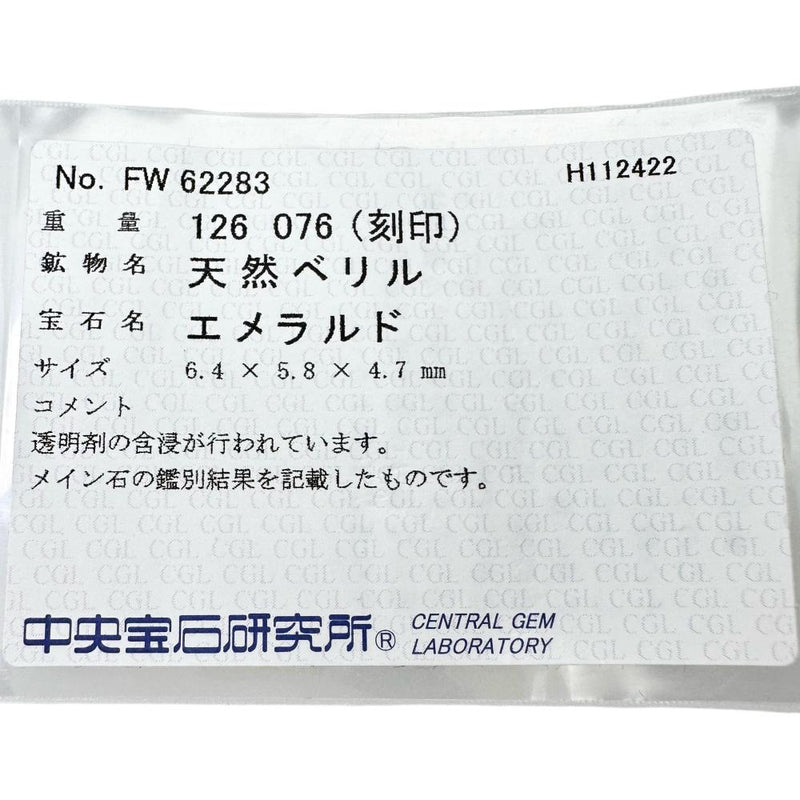 No. FW 62283 H112422
重量 126 076 (刻印)
鉱物名 天然ベリル
宝石名 エメラルド
サイズ 6.4 × 5.8 × 4.7 mm
コメント
透明剤の含浸が行われています。
メイン石の鑑別結果を記載したものです。
中央宝石研究所® CENTRAL GEM
LABORATORY